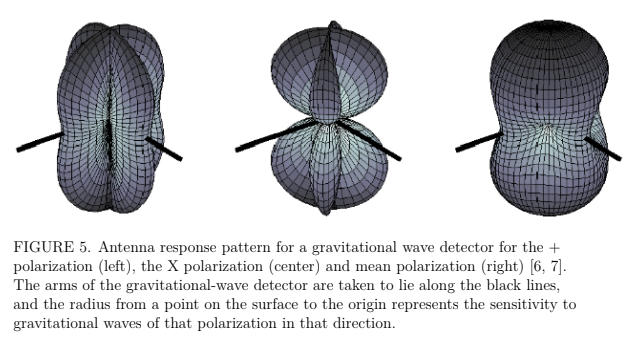 FIGURE 5. Antenna response pattern for a gravitational wave detector for the +
polarization (left), the X polarization (center) and mean polarization (right) [6, 7].
The arms of the gravitational-wave detector are taken to lie along the black lines,
and the radius from a point on the surface to the origin represents the sensitivity to
gravitational waves of that polarization in that direction.